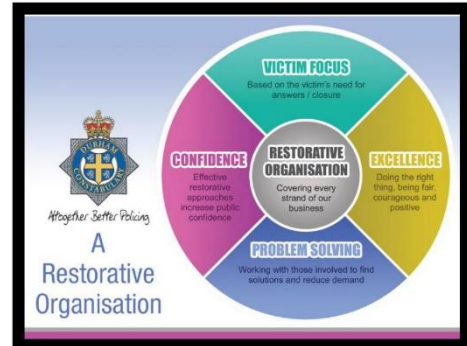 DURHAM
CONSTABULARY
Altogether Better Policing
A
Restorative
Organisation
VICTIM FOCUS
Based on the victim's need for
answers / closure
CONFIDENCE
Effective
restorative
approaches
increase public
confidence
RESTORATIVE
ORGANISATION
Covering every
strand of our
business
EXCELLENCE
Doing the right
thing, being fair,
courageous and
positive
PROBLEM SOLVING
Working with those involved to find
solutions and reduce demand